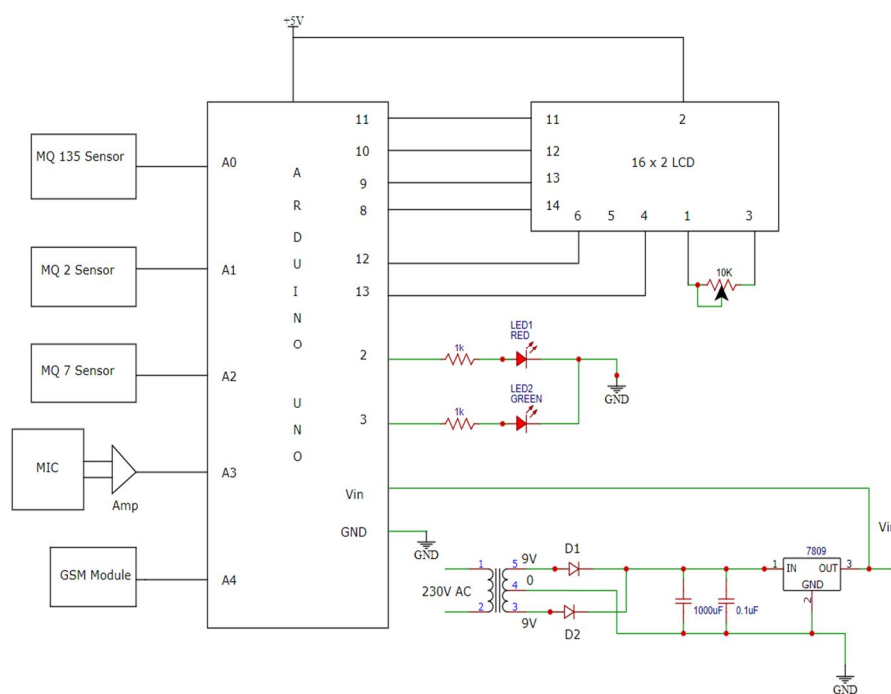 +5V
MQ 135 Sensor
MQ 2 Sensor
MQ 7 Sensor
MIC
Amp
GSM Module
A0
A1
A2
A3
A4
ARDUINO UNO
11
10
9
8
12
13
2
3
Vin
GND
GND
11
12
13
14
2
16 x 2 LCD
6
5
4
1
3
10K
1k
LED1
RED
1k
LED2
GREEN
GND
230V AC
1
2
5
4
3
9V
0
9V
D1
D2
1000uF
0.1uF
7809
1
IN
OUT
3
GND
2
Vin
GND